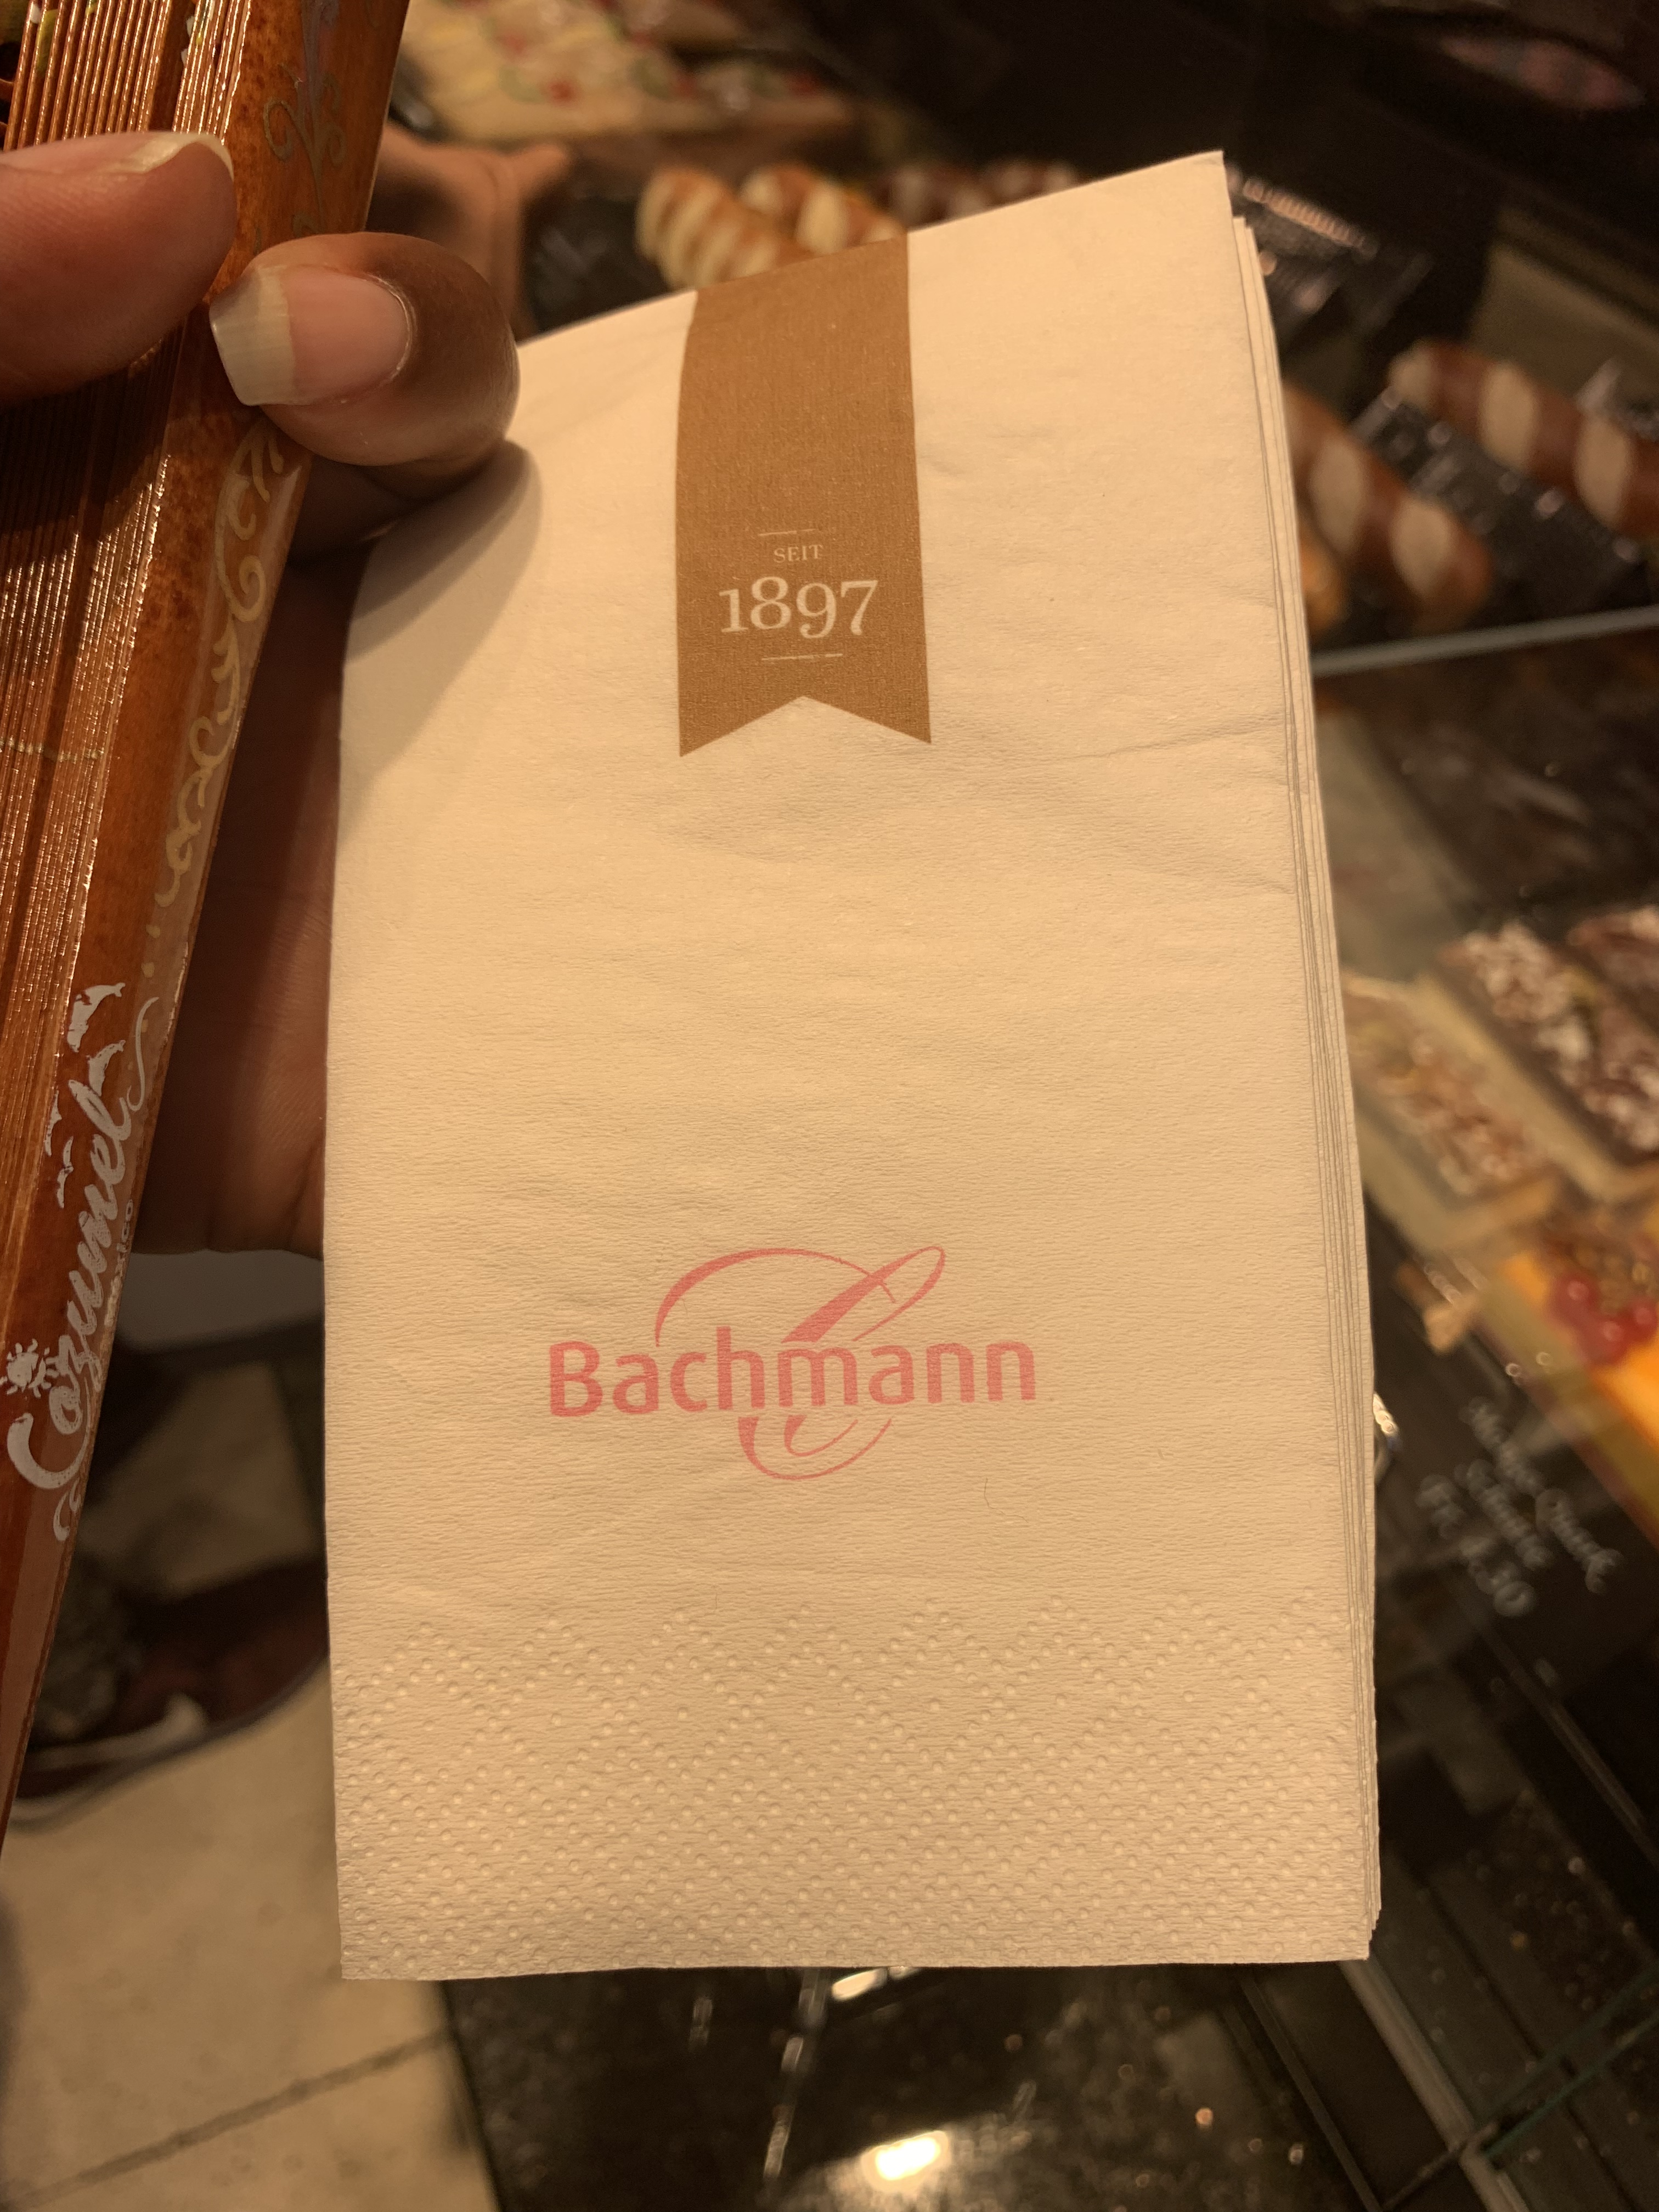 SEIT
1897
Bachmann
Cozumel